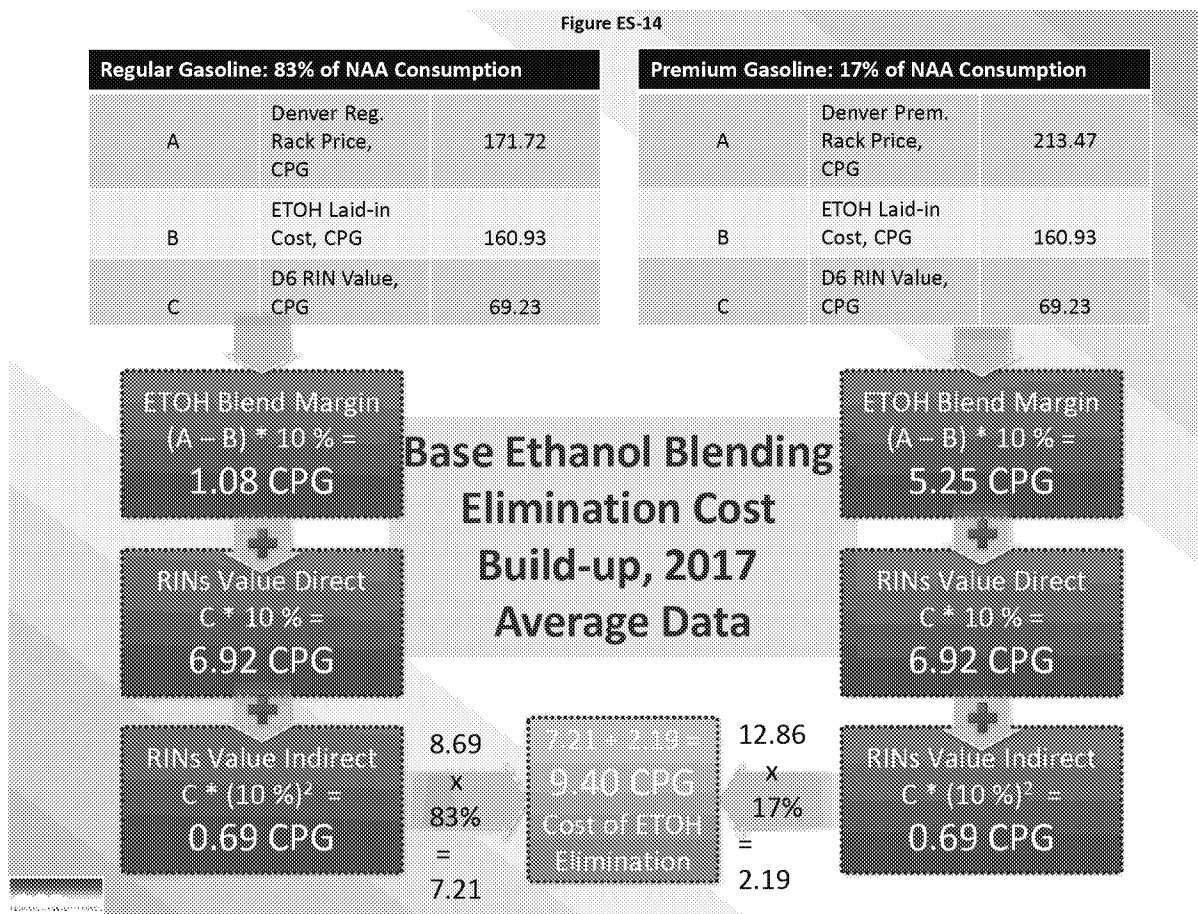 Figure ES-14
Regular Gasoline: 83% of NAA Consumption
A
Denver Reg.
Rack Price,
CPG
171.72
B
ETOH Laid-in
Cost, CPG
160.93
C
D6 RIN Value,
CPG
69.23
Premium Gasoline: 17% of NAA Consumption
A
Denver Prem.
Rack Price,
CPG
213.47
B
ETOH Laid-in
Cost, CPG
160.93
C
D6 RIN Value,
CPG
69.23
ETOH Blend Margin
(A – B) * 10 % =
1.08 CPG
RINs Value Direct
C * 10 % =
6.92 CPG
RINs Value Indirect
C * (10 %)² =
0.69 CPG
Base Ethanol Blending
Elimination Cost
Build-up, 2017
Average Data
ETOH Blend Margin
(A – B) * 10 % =
5.25 CPG
RINs Value Direct
C * 10 % =
6.92 CPG
RINs Value Indirect
C * (10 %)² =
0.69 CPG
8.69
x
83%
=
7.21
7.21 + 2.19 =
9.40 CPG
Cost of ETOH
Elimination
12.86
x
17%
=
2.19